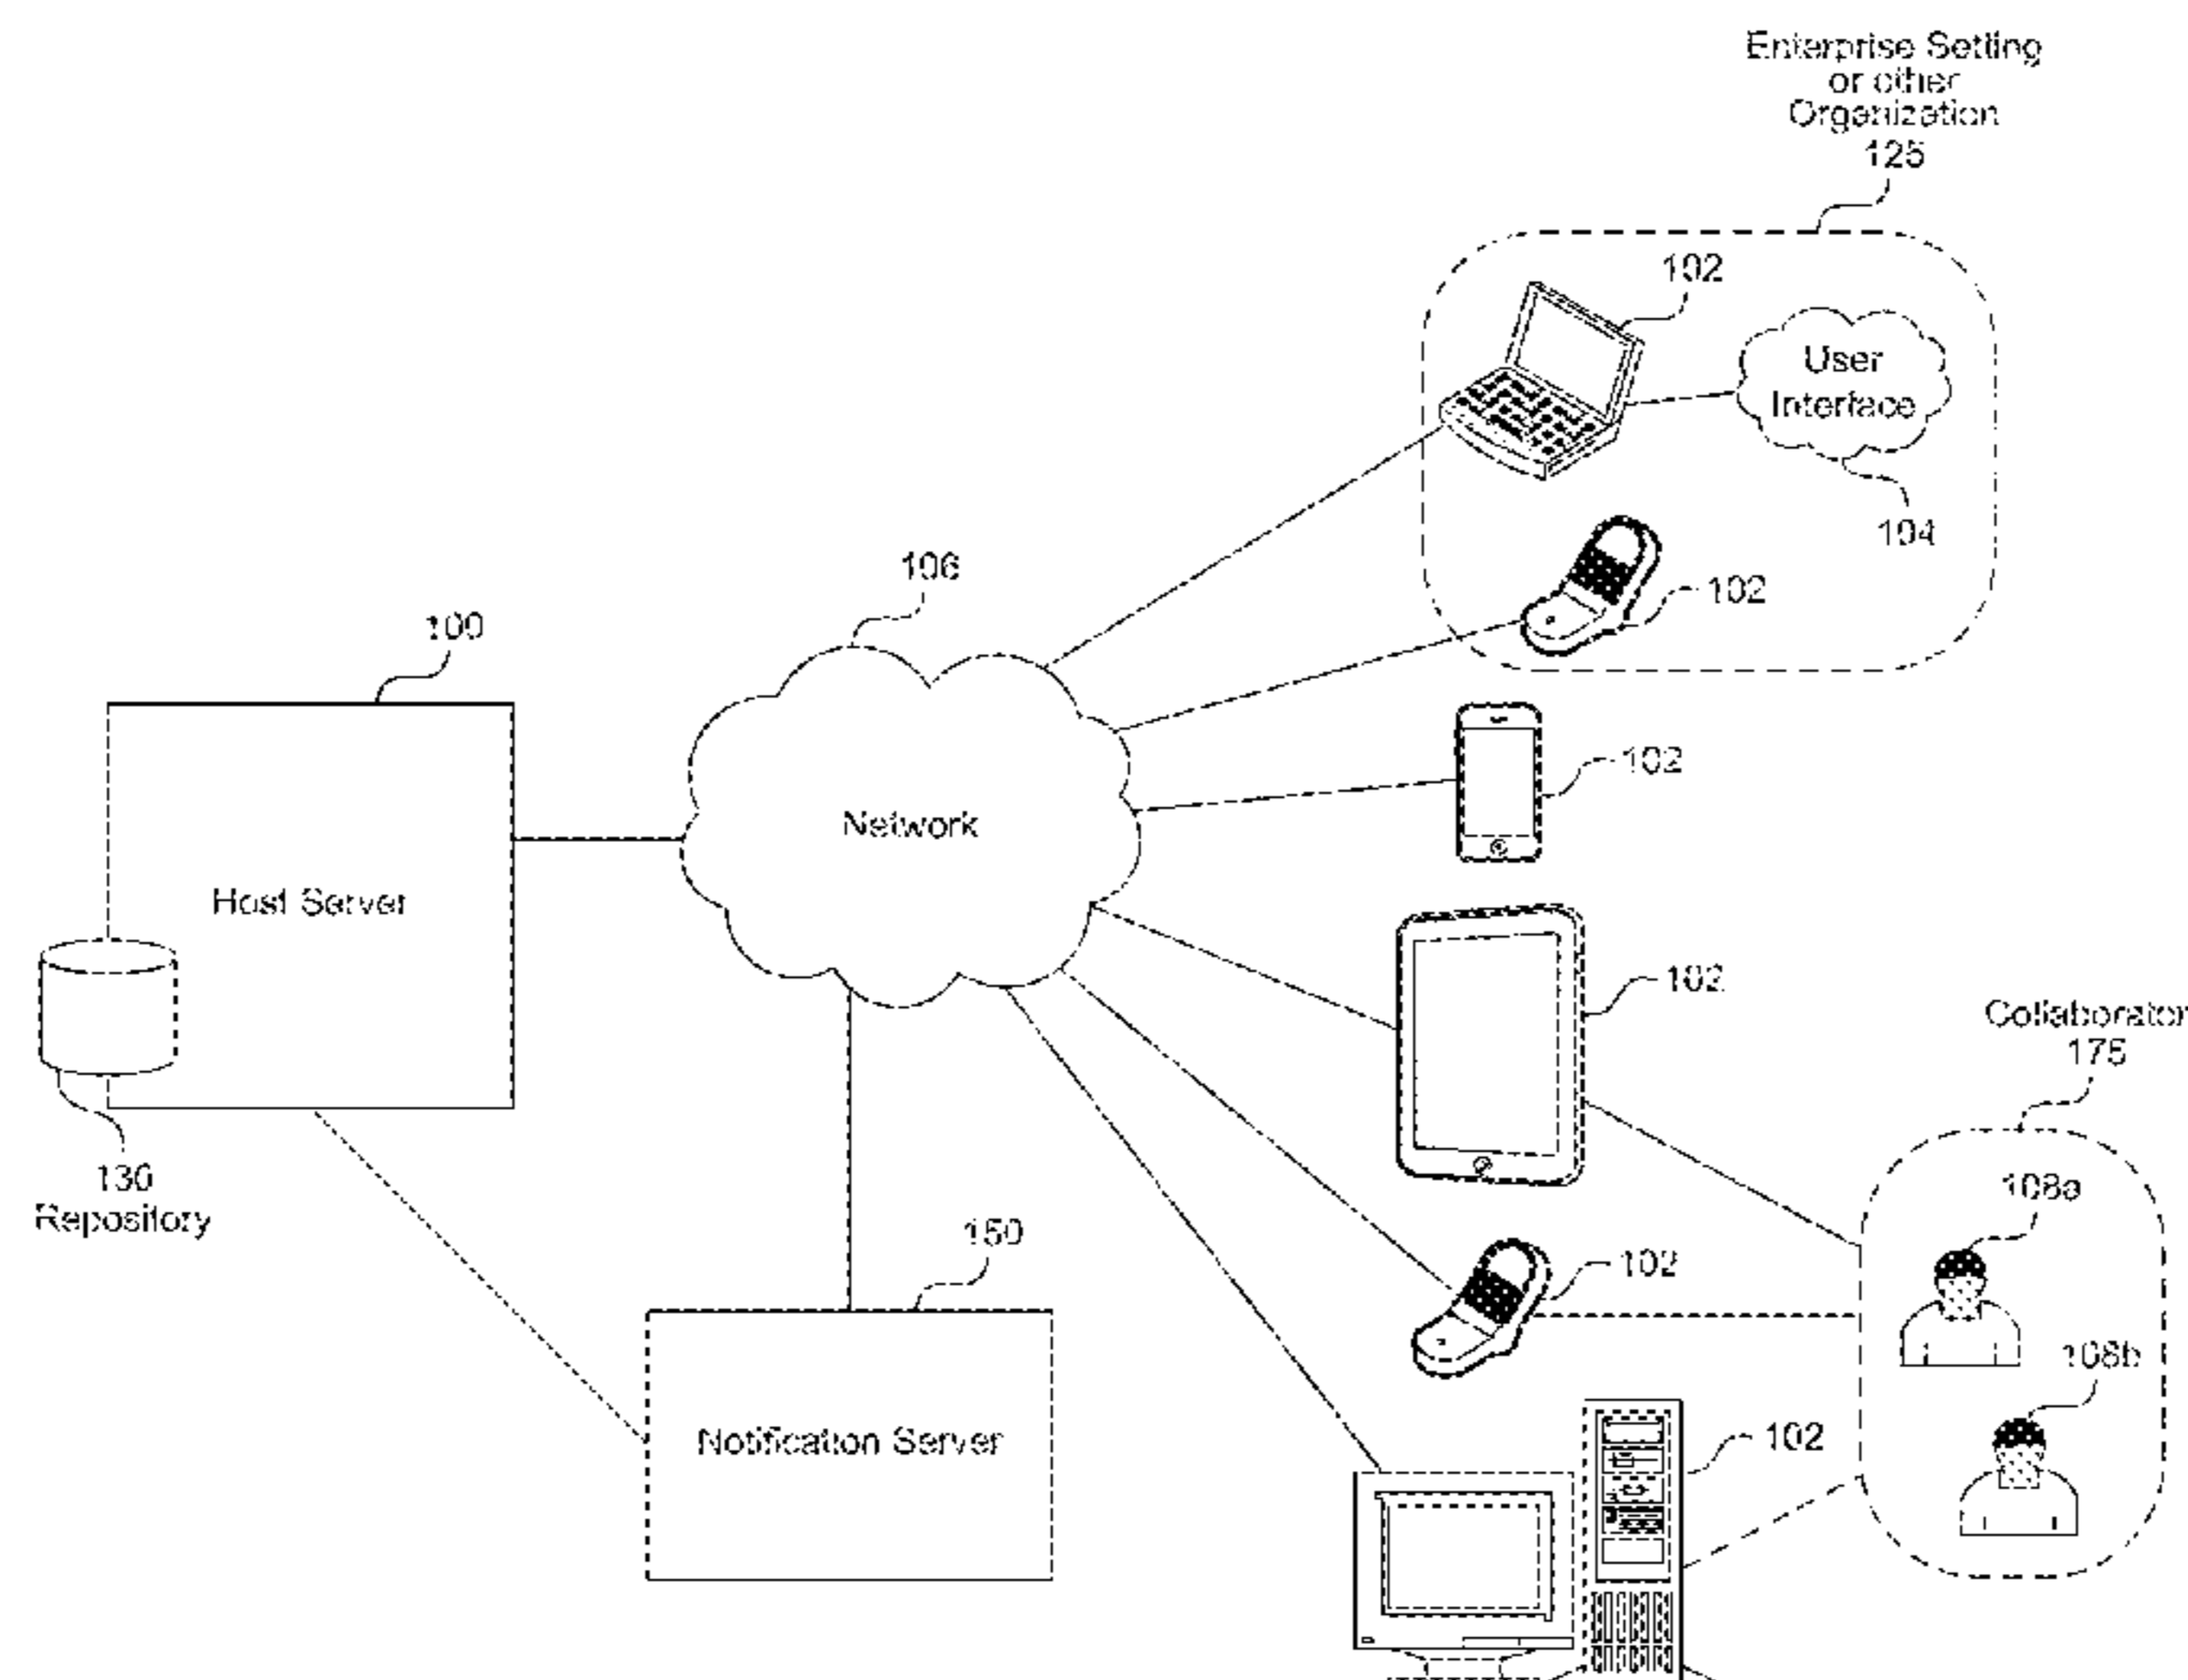 Enterprise Setting
or other
Organization
125
102
User
Interface
104
102
106
100
102
Network
Host Server
102
Collaborator
175
130
Repository
108a
150
102
108b
Notification Server
102